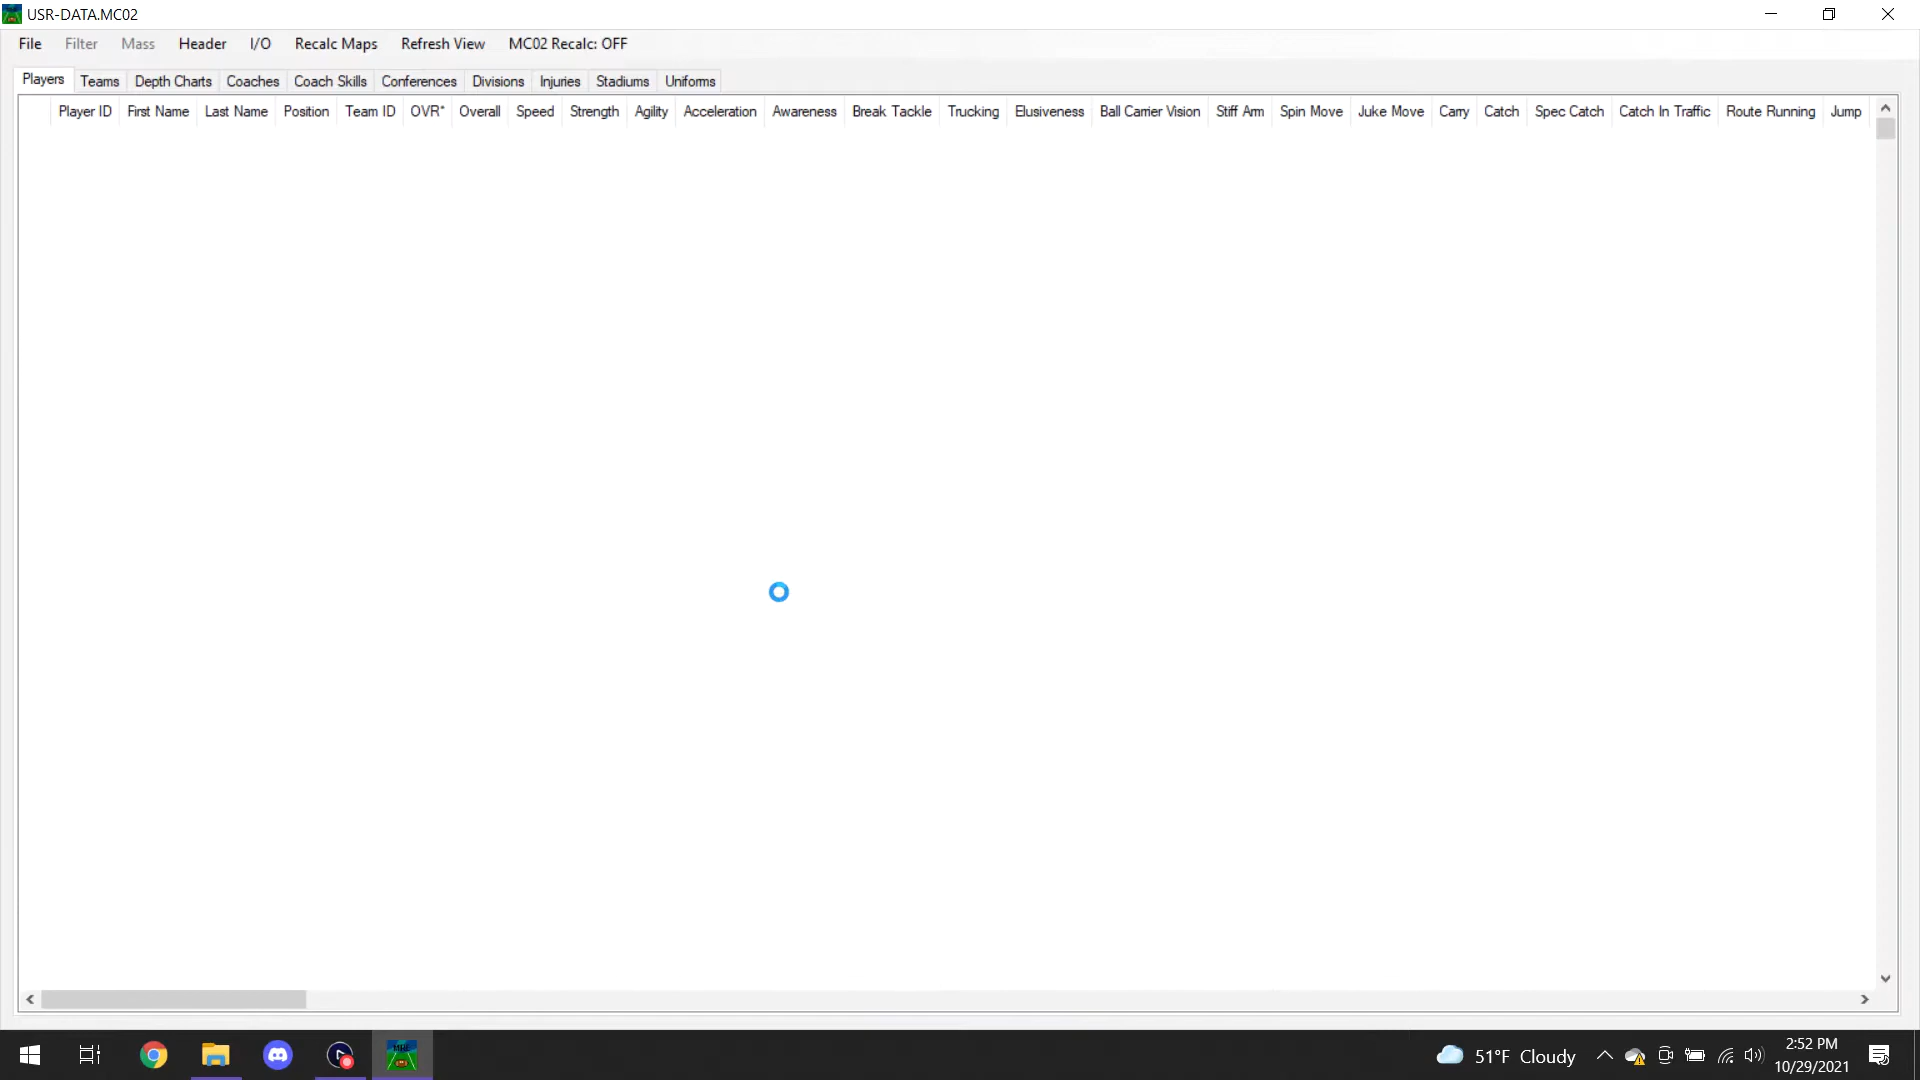 USR-DATA.MC02
File Filter Mass Header I/O Recalc Maps Refresh View MC02 Recalc: OFF
Players Teams Depth Charts Coaches Coach Skills Conferences Divisions Injuries Stadiums Uniforms
Player ID First Name Last Name Position Team ID OVR* Overall Speed Strength Agility Acceleration Awareness Break Tackle Trucking Elusiveness Ball Carrier Vision Stiff Arm Spin Move Juke Move Carry Catch Spec Catch Catch In Traffic Route Running Jump
51°F Cloudy
2:52 PM
10/29/2021